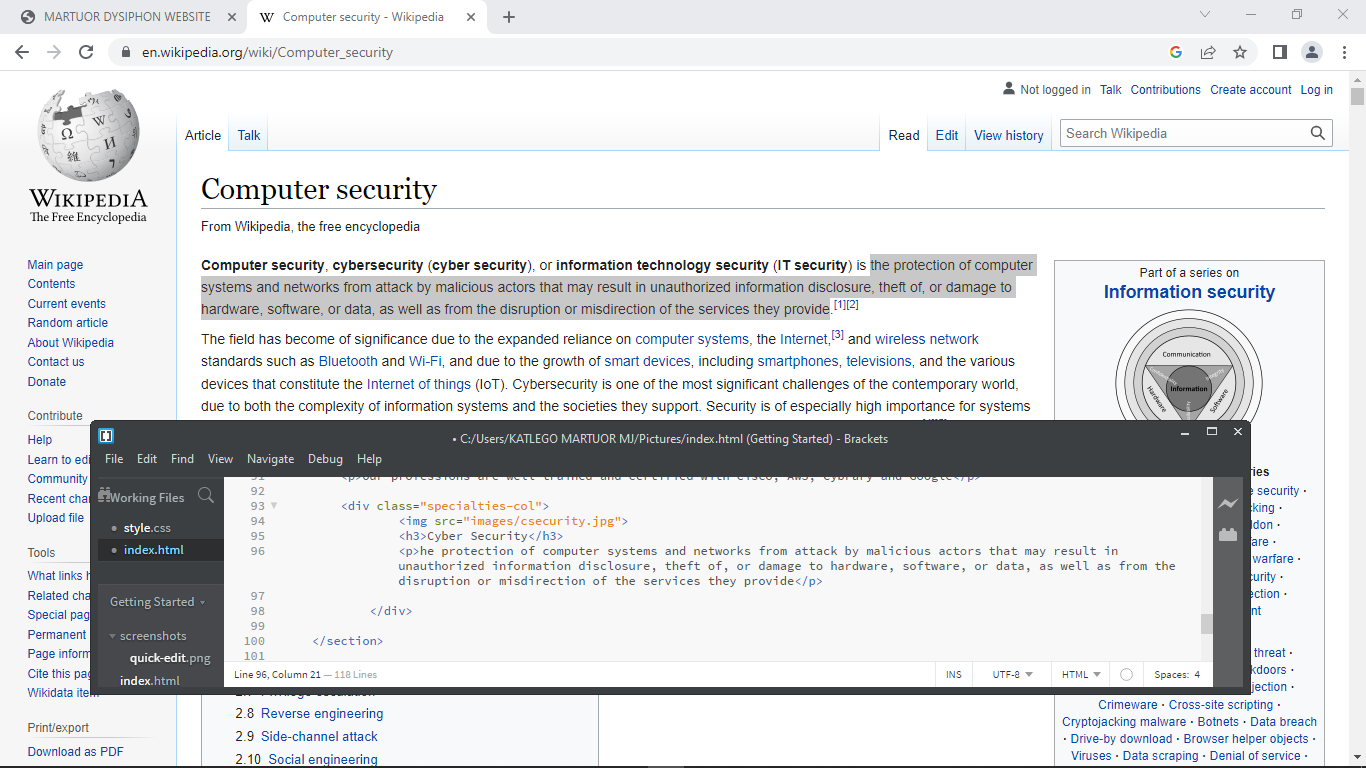 MARTUOR DYSIPHON WEBSITE
Computer security - Wikipedia
en.wikipedia.org/wiki/Computer_security
Not logged in Talk Contributions Create account Log in
Article Talk Read Edit View history Search Wikipedia
WIKIPEDIA
The Free Encyclopedia
Main page
Contents
Current events
Random article
About Wikipedia
Contact us
Donate
Contribute
Help
Learn to edi
Community
Recent cha
Upload file
Tools
What links h
Related cha
Special pag
Permanent
Page inform
Cite this pag
Wikidata item
Print/export
Download as PDF
Computer security
From Wikipedia, the free encyclopedia
Computer security, cybersecurity (cyber security), or information technology security (IT security) is the protection of computer
systems and networks from attack by malicious actors that may result in unauthorized information disclosure, theft of, or damage to
hardware, software, or data, as well as from the disruption or misdirection of the services they provide.[1][2]
The field has become of significance due to the expanded reliance on computer systems, the Internet,[3] and wireless network
standards such as Bluetooth and Wi-Fi, and due to the growth of smart devices, including smartphones, televisions, and the various
devices that constitute the Internet of things (IoT). Cybersecurity is one of the most significant challenges of the contemporary world,
due to both the complexity of information systems and the societies they support. Security is of especially high importance for systems
Part of a series on
Information security
Communication
Information
Hardware
Software
• C:/Users/KATLEGO MARTUOR MJ/Pictures/index.html (Getting Started) - Brackets
File Edit Find View Navigate Debug Help
Working Files
• style.css
• index.html
Getting Started
screenshots
quick-edit.png
index.html
91 <p>our professions are well trained and certified with Cisco, AWS, Cybrary and Google</p>
92
93 <div class="specialties-col">
94 <img src="images/csecurity.jpg">
95 <h3>Cyber Security</h3>
96 <p>he protection of computer systems and networks from attack by malicious actors that may result in
unauthorized information disclosure, theft of, or damage to hardware, software, or data, as well as from the
disruption or misdirection of the services they provide</p>
97
98 </div>
99
100 </section>
101
Line 96, Column 21 — 118 Lines INS UTF-8 HTML Spaces: 4
ies
e security ·
king ·
don ·
are ·
warfare ·
curity ·
ction ·
nt
threat ·
kdoors ·
jection ·
Crimeware · Cross-site scripting ·
Cryptojacking malware · Botnets · Data breach
· Drive-by download · Browser helper objects ·
Viruses · Data scraping · Denial of service ·
2.8 Reverse engineering
2.9 Side-channel attack
2.10 Social engineering